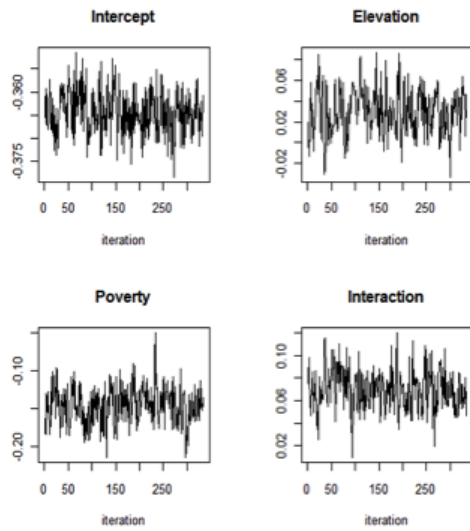 Intercept
-0.360
-0.375
0 50 150 250
iteration
Elevation
0.06
0.02
-0.02
0 50 150 250
iteration
Poverty
-0.10
-0.20
0 50 150 250
iteration
Interaction
0.10
0.06
0.02
0 50 150 250
iteration